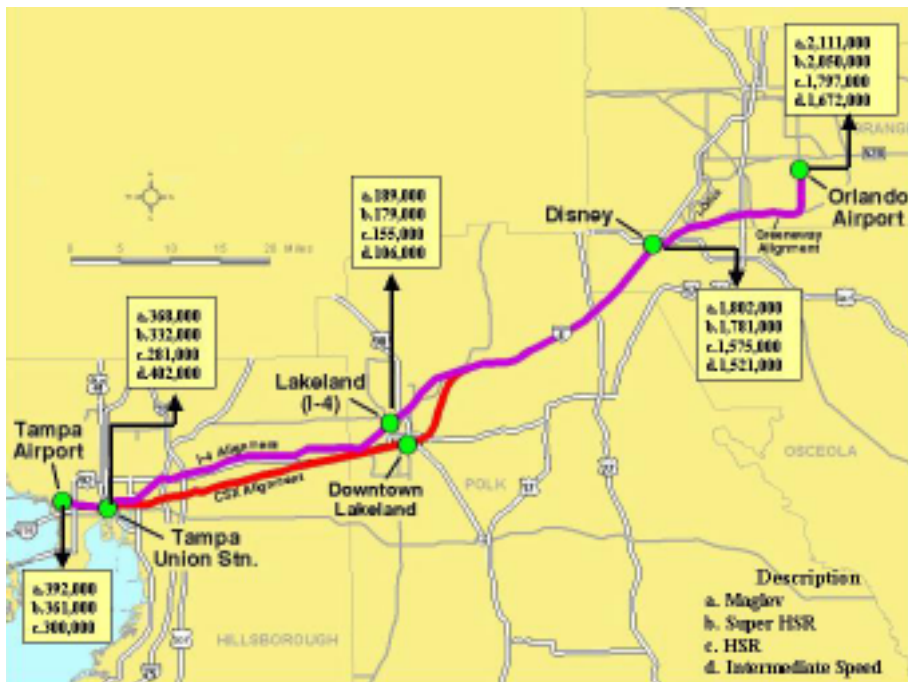 a.2,111,000
b.2,050,000
c.1,797,000
d.1,672,000
Orlando
Airport
Greeneway
Alignment
Disney
a.189,000
b.179,000
c.155,000
d.106,000
0 5 10 15 20 Miles
a.1,802,000
b.1,781,000
c.1,575,000
d.1,521,000
a.368,000
b.332,000
c.281,000
d.402,000
Lakeland
(I-4)
Tampa
Airport
I-4 Alignment
CSX Alignment
Downtown
Lakeland
POLK
OSCEOLA
Tampa
Union Stn.
a.392,000
b.361,000
c.300,000
HILLSBOROUGH
Description
a. Maglev
b. Super HSR
c. HSR
d. Intermediate Speed